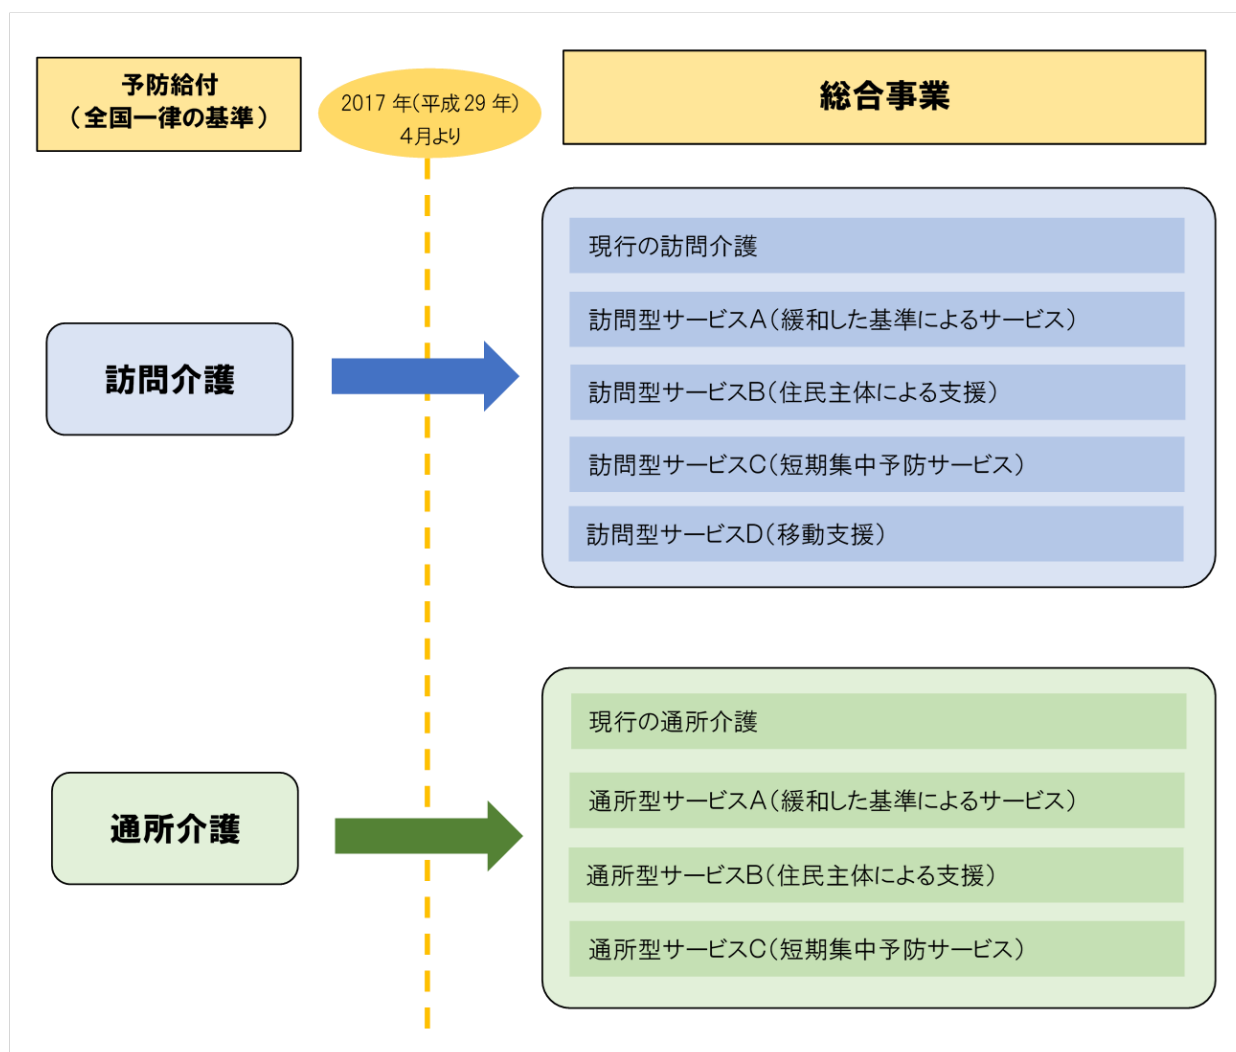 予防給付
（全国一律の基準）
2017 年(平成 29 年)
4月より
総合事業
訪問介護
現行の訪問介護
訪問型サービスA（緩和した基準によるサービス）
訪問型サービスB（住民主体による支援）
訪問型サービスC（短期集中予防サービス）
訪問型サービスD（移動支援）
通所介護
現行の通所介護
通所型サービスA（緩和した基準によるサービス）
通所型サービスB（住民主体による支援）
通所型サービスC（短期集中予防サービス）